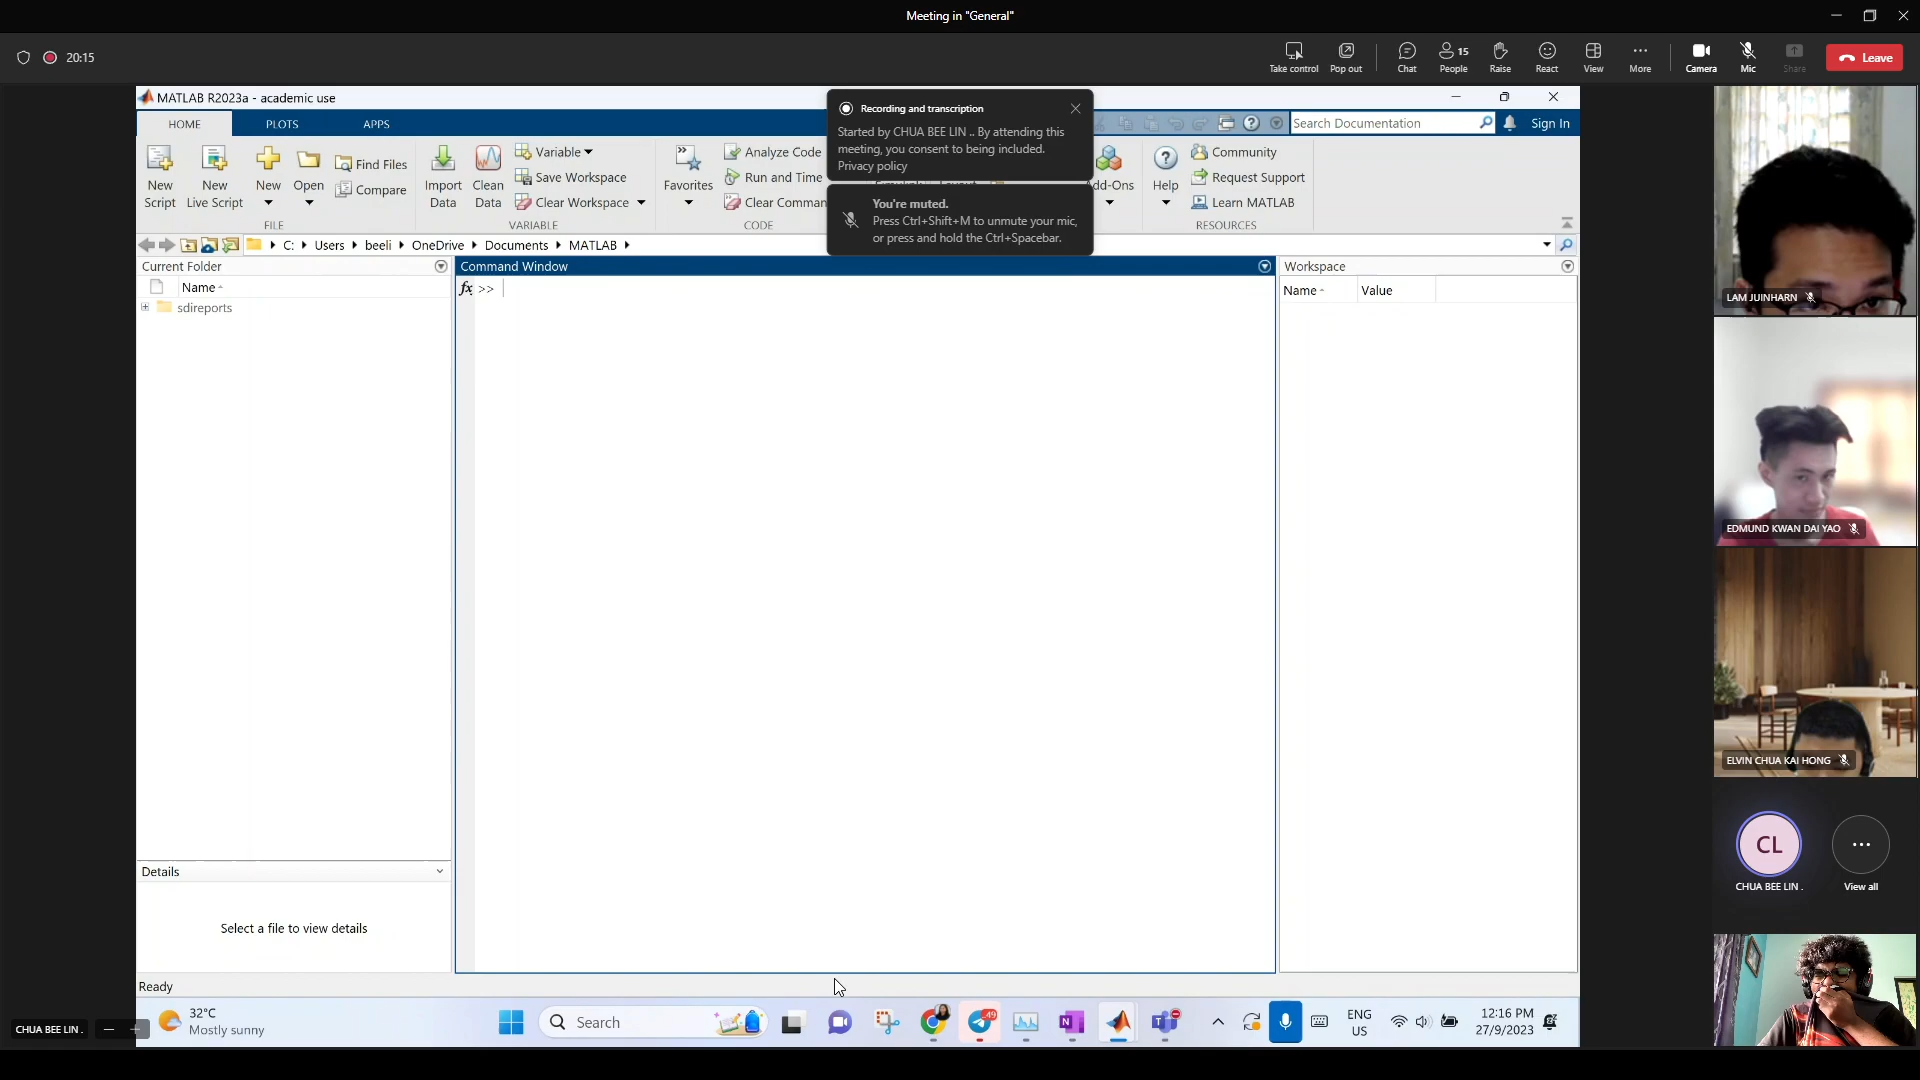 Meeting in "General"
20:15
Take control
Pop out
Chat
15
People
Raise
React
View
More
Camera
Mic
Share
Leave
MATLAB R2023a - academic use
HOME
PLOTS
APPS
Search Documentation
Sign In
New
Script
New
Live Script
New
Open
Find Files
Compare
FILE
Import
Data
Clean
Data
Variable
Save Workspace
Clear Workspace
VARIABLE
Favorites
Analyze Code
Run and Time
Clear Comman
CODE
Recording and transcription
Started by CHUA BEE LIN .. By attending this
meeting, you consent to being included.
Privacy policy
You're muted.
Press Ctrl+Shift+M to unmute your mic,
or press and hold the Ctrl+Spacebar.
dd-Ons
Help
Community
Request Support
Learn MATLAB
RESOURCES
C: Users beeli OneDrive Documents MATLAB
Current Folder
Name
sdireports
Command Window
fx >>
Workspace
Name
Value
Details
Select a file to view details
Ready
LAM JUINHARN
EDMUND KWAN DAI YAO
ELVIN CHUA KAI HONG
CL
CHUA BEE LIN .
View all
CHUA BEE LIN .
32°C
Mostly sunny
Search
49
ENG
US
12:16 PM
27/9/2023